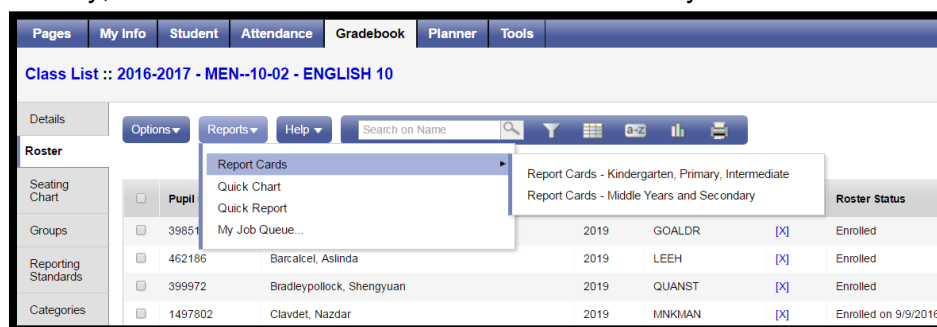 Pages My Info Student Attendance Gradebook Planner Tools
Class List :: 2016-2017 - MEN--10-02 - ENGLISH 10
Details
Roster
Seating
Chart
Groups
Reporting
Standards
Categories
Options Reports Help Search on Name a-z
Report Cards
Quick Chart
Quick Report
My Job Queue...
Report Cards - Kindergarten, Primary, Intermediate
Report Cards - Middle Years and Secondary
Pupil Roster Status
39851 2019 GOALDR [X] Enrolled
462186 Barcalcel, Aslinda 2019 LEEH [X] Enrolled
399972 Bradleypollock, Shengyuan 2019 QUANST [X] Enrolled
1497802 Clavdet, Nazdar 2019 MNKMAN [X] Enrolled on 9/9/2016